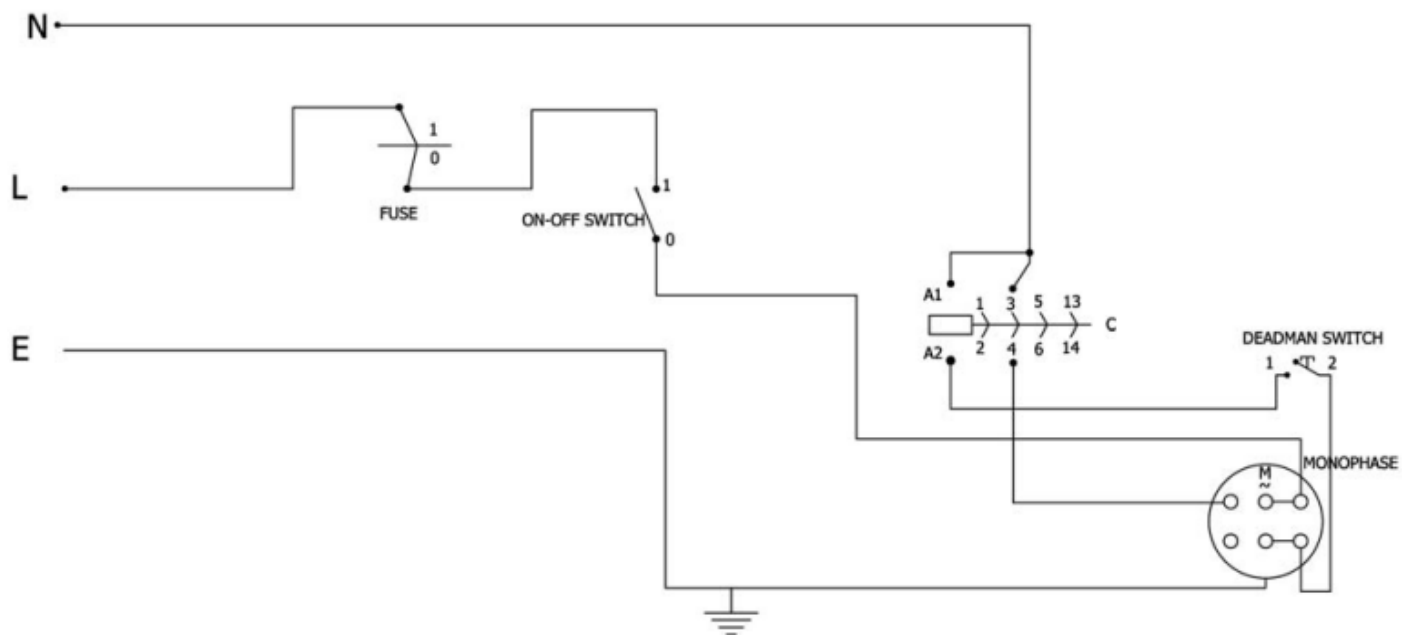 N
1
0
L
FUSE
ON-OFF SWITCH
1
0
A1
1 3 5 13
C
A2
2 4 6 14
E
DEADMAN SWITCH
1 2
M
~
MONOPHASE